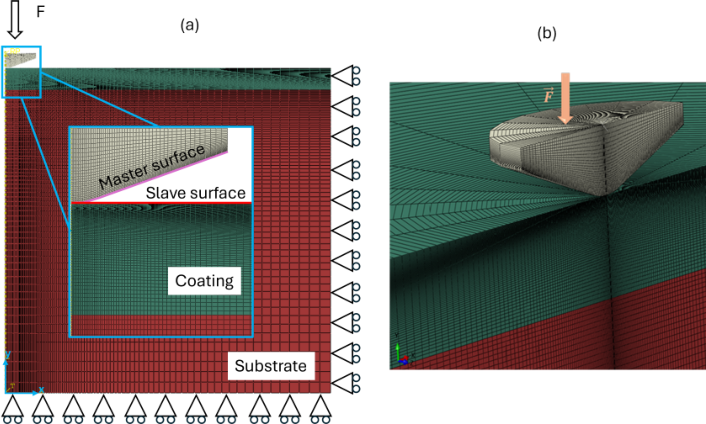 (a)
F
Master surface
Slave surface
Coating
Substrate
Y
X
(b)
F
Y